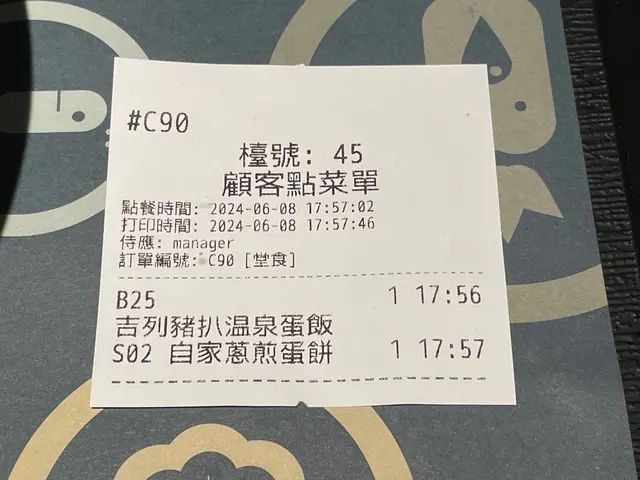 #C90
檯號: 45
顧客點菜單
點餐時間: 2024-06-08 17:57:02
打印時間: 2024-06-08 17:57:46
侍應: manager
訂單編號: C90 [堂食]
B25 1 17:56
吉列豬扒温泉蛋飯
S02 自家蔥煎蛋餅 1 17:57